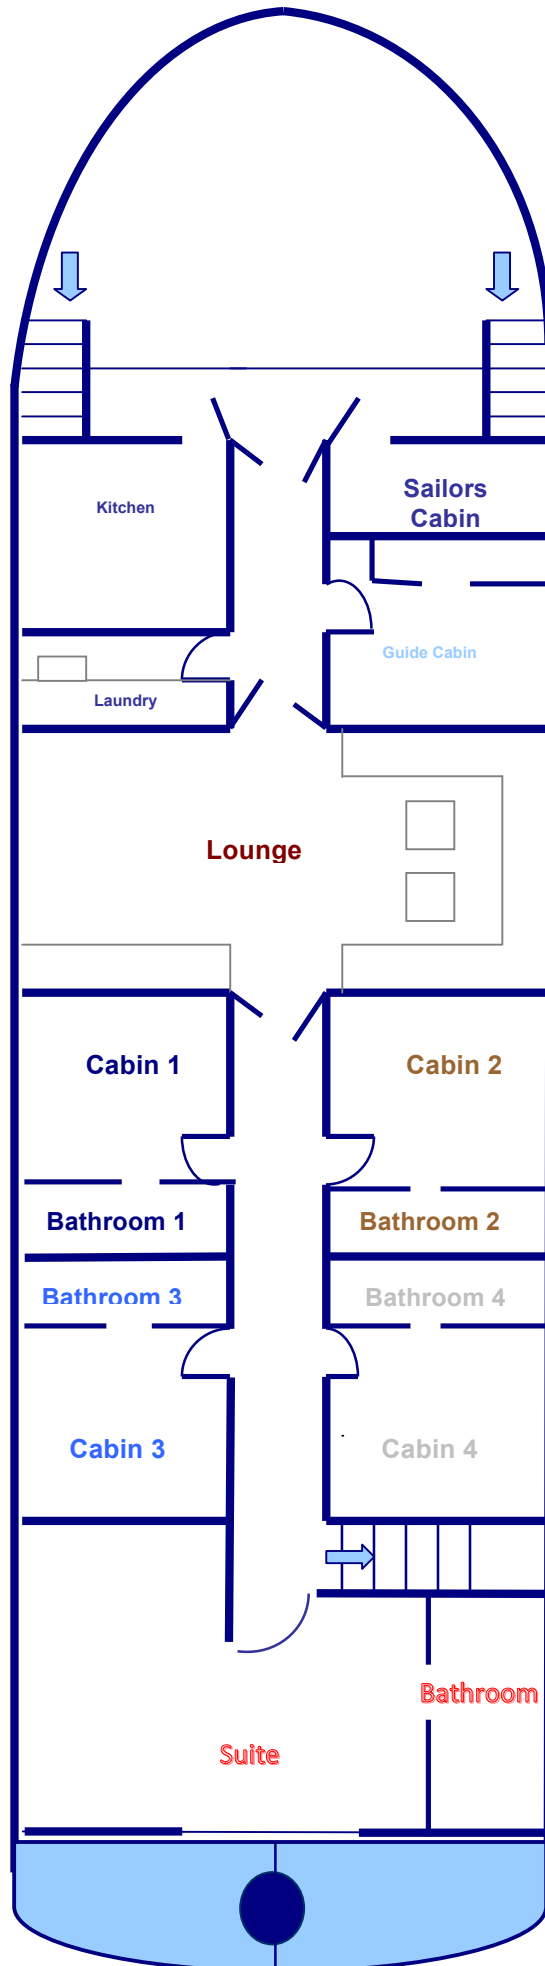 Sailors
Cabin
Kitchen
Guide Cabin
Laundry
Lounge
Cabin 1
Cabin 2
Bathroom 1
Bathroom 2
Bathroom 3
Bathroom 4
Cabin 3
Cabin 4
Bathroom
Suite